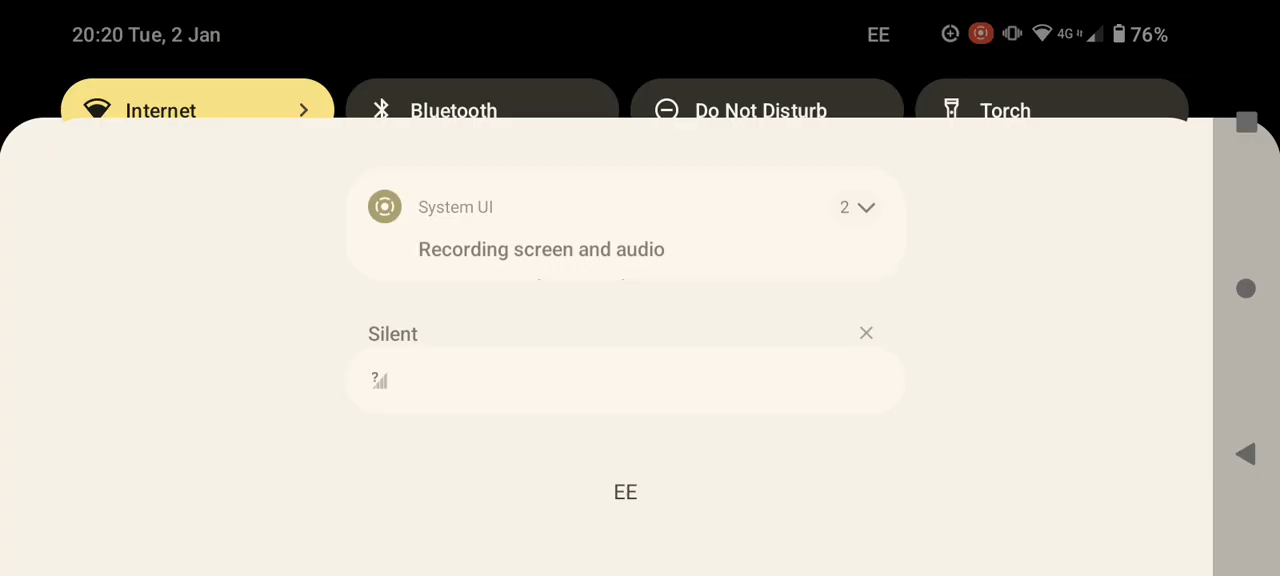 20:20 Tue, 2 Jan EE 4G 76%
Internet Bluetooth Do Not Disturb Torch
System UI 2
Recording screen and audio
Silent
?
EE